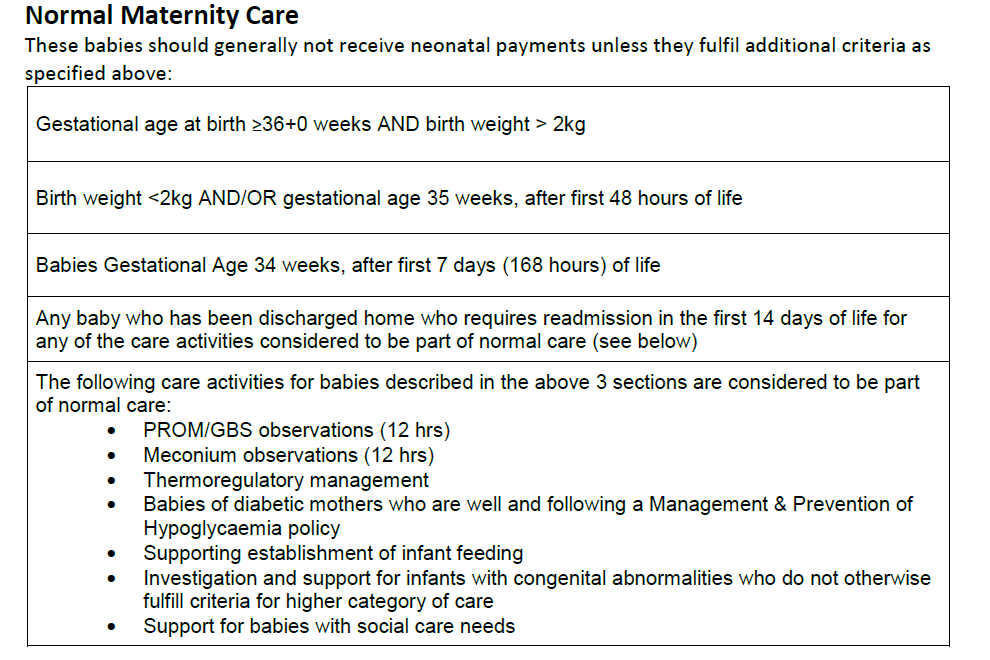 Normal Maternity Care
These babies should generally not receive neonatal payments unless they fulfil additional criteria as
specified above:
Gestational age at birth ≥36+0 weeks AND birth weight > 2kg
Birth weight <2kg AND/OR gestational age 35 weeks, after first 48 hours of life
Babies Gestational Age 34 weeks, after first 7 days (168 hours) of life
Any baby who has been discharged home who requires readmission in the first 14 days of life for
any of the care activities considered to be part of normal care (see below)
The following care activities for babies described in the above 3 sections are considered to be part
of normal care:
• PROM/GBS observations (12 hrs)
• Meconium observations (12 hrs)
• Thermoregulatory management
• Babies of diabetic mothers who are well and following a Management & Prevention of
Hypoglycaemia policy
• Supporting establishment of infant feeding
• Investigation and support for infants with congenital abnormalities who do not otherwise
fulfill criteria for higher category of care
• Support for babies with social care needs